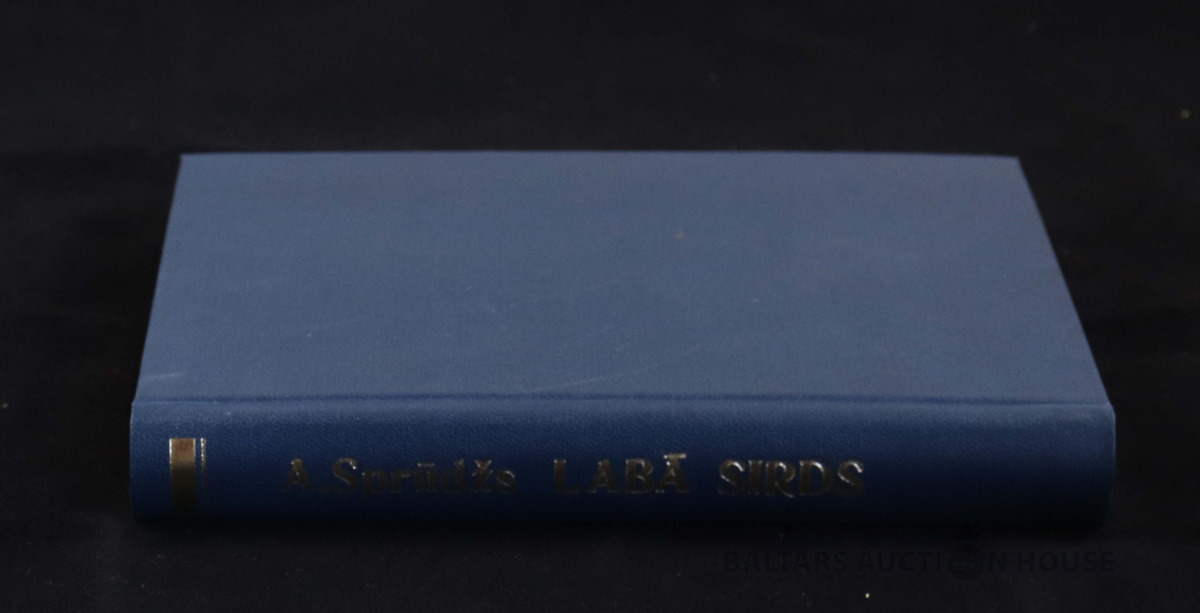 A.Sprūdžs LABĀ SIRDS
BALTARS AUCTION HOUSE